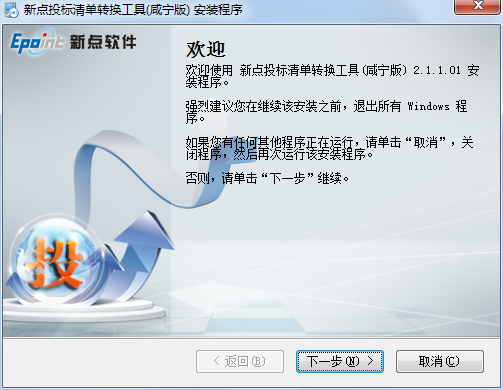 新点投标清单转换工具(咸宁版) 安装程序
Epoint 新点软件
欢迎
欢迎使用 新点投标清单转换工具(咸宁版) 2.1.1.01 安
装程序。
强烈建议您在继续该安装之前，退出所有 Windows 程
序。
如果您有任何其他程序正在运行，请单击“取消”，关
闭程序，然后再次运行该安装程序。
否则，请单击“下一步”继续。
投
< 返回(B)
下一步(N) >
取消(C)